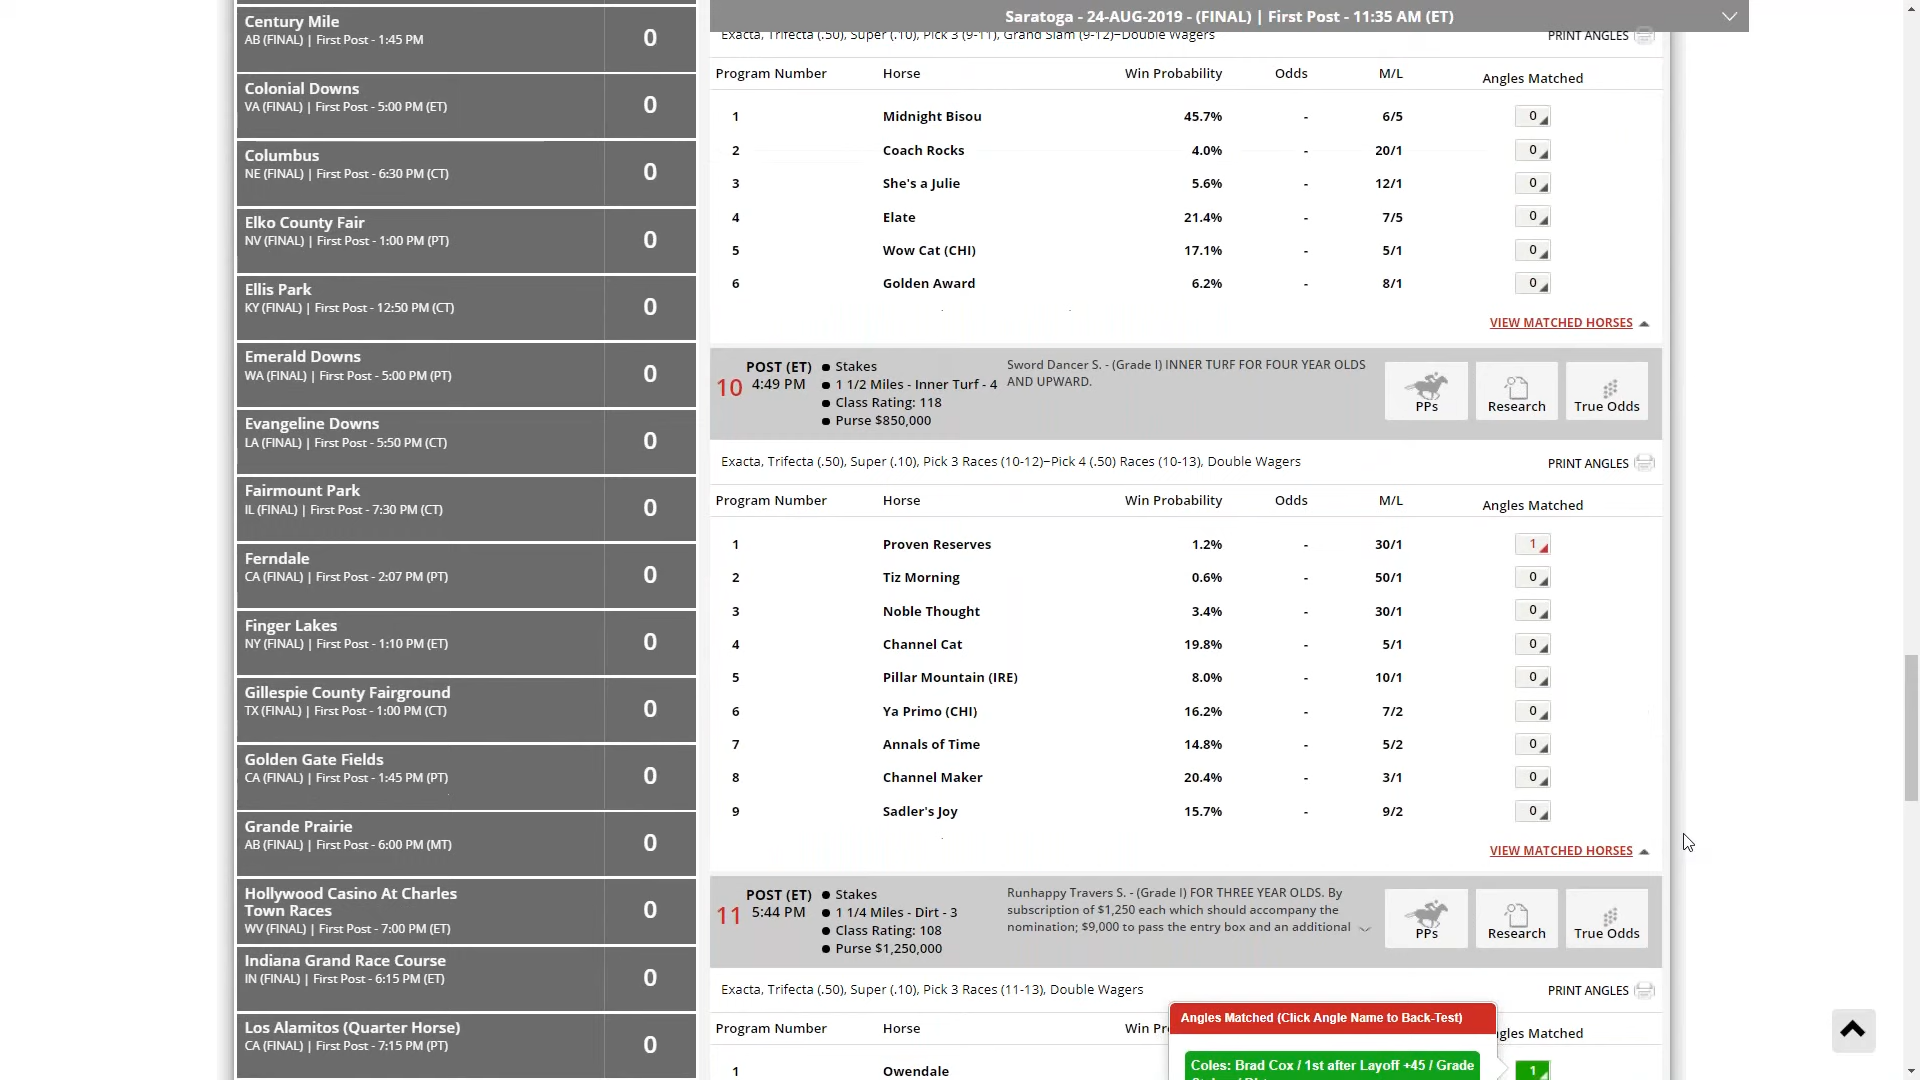 Century Mile
AB (FINAL) | First Post - 1:45 PM
0
Colonial Downs
VA (FINAL) | First Post - 5:00 PM (ET)
0
Columbus
NE (FINAL) | First Post - 6:30 PM (CT)
0
Elko County Fair
NV (FINAL) | First Post - 1:00 PM (PT)
0
Ellis Park
KY (FINAL) | First Post - 12:50 PM (CT)
0
Emerald Downs
WA (FINAL) | First Post - 5:00 PM (PT)
0
Evangeline Downs
LA (FINAL) | First Post - 5:50 PM (CT)
0
Fairmount Park
IL (FINAL) | First Post - 7:30 PM (CT)
0
Ferndale
CA (FINAL) | First Post - 2:07 PM (PT)
0
Finger Lakes
NY (FINAL) | First Post - 1:10 PM (ET)
0
Gillespie County Fairground
TX (FINAL) | First Post - 1:00 PM (CT)
0
Golden Gate Fields
CA (FINAL) | First Post - 1:45 PM (PT)
0
Grande Prairie
AB (FINAL) | First Post - 6:00 PM (MT)
0
Hollywood Casino At Charles
Town Races
WV (FINAL) | First Post - 7:00 PM (ET)
0
Indiana Grand Race Course
IN (FINAL) | First Post - 6:15 PM (ET)
0
Los Alamitos (Quarter Horse)
CA (FINAL) | First Post - 7:15 PM (PT)
0
Saratoga - 24-AUG-2019 - (FINAL) | First Post - 11:35 AM (ET)
Exacta, Trifecta (.50), Super (.10), Pick 3 (9-11), Grand Slam (9-12)–Double Wagers
PRINT ANGLES
Program Number Horse Win Probability Odds M/L Angles Matched
1 Midnight Bisou 45.7% - 6/5 0
2 Coach Rocks 4.0% - 20/1 0
3 She's a Julie 5.6% - 12/1 0
4 Elate 21.4% - 7/5 0
5 Wow Cat (CHI) 17.1% - 5/1 0
6 Golden Award 6.2% - 8/1 0
VIEW MATCHED HORSES
10
POST (ET)
4:49 PM
● Stakes
● 1 1/2 Miles - Inner Turf - 4
● Class Rating: 118
● Purse $850,000
Sword Dancer S. - (Grade I) INNER TURF FOR FOUR YEAR OLDS
AND UPWARD.
PPs
Research
True Odds
Exacta, Trifecta (.50), Super (.10), Pick 3 Races (10-12)–Pick 4 (.50) Races (10-13), Double Wagers
PRINT ANGLES
Program Number Horse Win Probability Odds M/L Angles Matched
1 Proven Reserves 1.2% - 30/1 1
2 Tiz Morning 0.6% - 50/1 0
3 Noble Thought 3.4% - 30/1 0
4 Channel Cat 19.8% - 5/1 0
5 Pillar Mountain (IRE) 8.0% - 10/1 0
6 Ya Primo (CHI) 16.2% - 7/2 0
7 Annals of Time 14.8% - 5/2 0
8 Channel Maker 20.4% - 3/1 0
9 Sadler's Joy 15.7% - 9/2 0
VIEW MATCHED HORSES
11
POST (ET)
5:44 PM
● Stakes
● 1 1/4 Miles - Dirt - 3
● Class Rating: 108
● Purse $1,250,000
Runhappy Travers S. - (Grade I) FOR THREE YEAR OLDS. By
subscription of $1,250 each which should accompany the
nomination; $9,000 to pass the entry box and an additional
PPs
Research
True Odds
Exacta, Trifecta (.50), Super (.10), Pick 3 Races (11-13), Double Wagers
PRINT ANGLES
Program Number Horse Win Matched
Angles Matched (Click Angle Name to Back-Test)
Coles: Brad Cox / 1st after Layoff +45 / Grade
1 Owendale 1